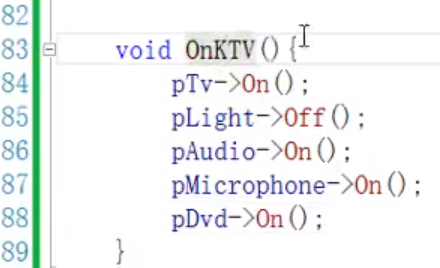 82
83 void OnKTV(){
84 pTv->On();
85 pLight->Off();
86 pAudio->On();
87 pMicrophone->On();
88 pDvd->On();
89 }